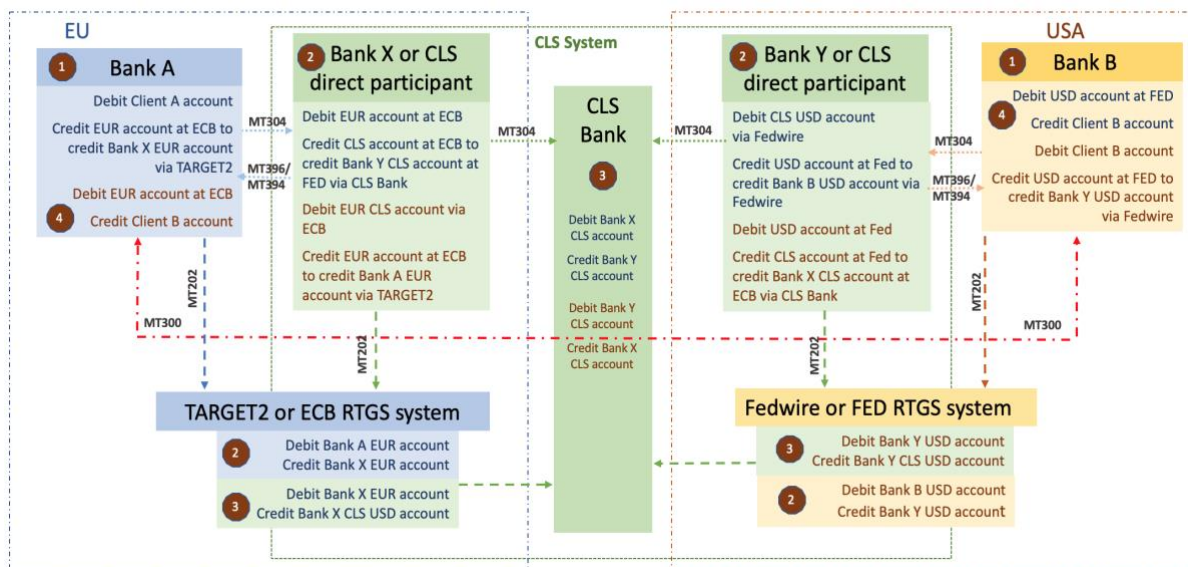 EU
CLS System
USA
1
Bank A
Debit Client A account
Credit EUR account at ECB to
credit Bank X EUR account
via TARGET2
Debit EUR account at ECB
4
Credit Client B account
MT304
MT396/
MT394
2
Bank X or CLS
direct participant
Debit EUR account at ECB
Credit CLS account at ECB to
credit Bank Y CLS account at
FED via CLS Bank
Debit EUR CLS account via
ECB
Credit EUR account at ECB
to credit Bank A EUR
account via TARGET2
MT304
CLS
Bank
3
Debit Bank X
CLS account
Credit Bank Y
CLS account
Debit Bank Y
CLS account
Credit Bank X
CLS account
MT304
2
Bank Y or CLS
direct participant
Debit CLS USD account
via Fedwire
Credit USD account at Fed to
credit Bank B USD account via
Fedwire
Debit USD account at Fed
Credit CLS account at Fed to
credit Bank X CLS account at
ECB via CLS Bank
MT304
MT396/
MT394
1
Bank B
Debit USD account at FED
4
Credit Client B account
Debit Client B account
Credit USD account at FED to
credit Bank Y USD account
via Fedwire
MT202
MT300
MT202
MT202
MT202
MT300
TARGET2 or ECB RTGS system
2
Debit Bank A EUR account
Credit Bank X EUR account
3
Debit Bank X EUR account
Credit Bank X CLS USD account
Fedwire or FED RTGS system
3
Debit Bank Y USD account
Credit Bank Y CLS USD account
2
Debit Bank B USD account
Credit Bank Y USD account